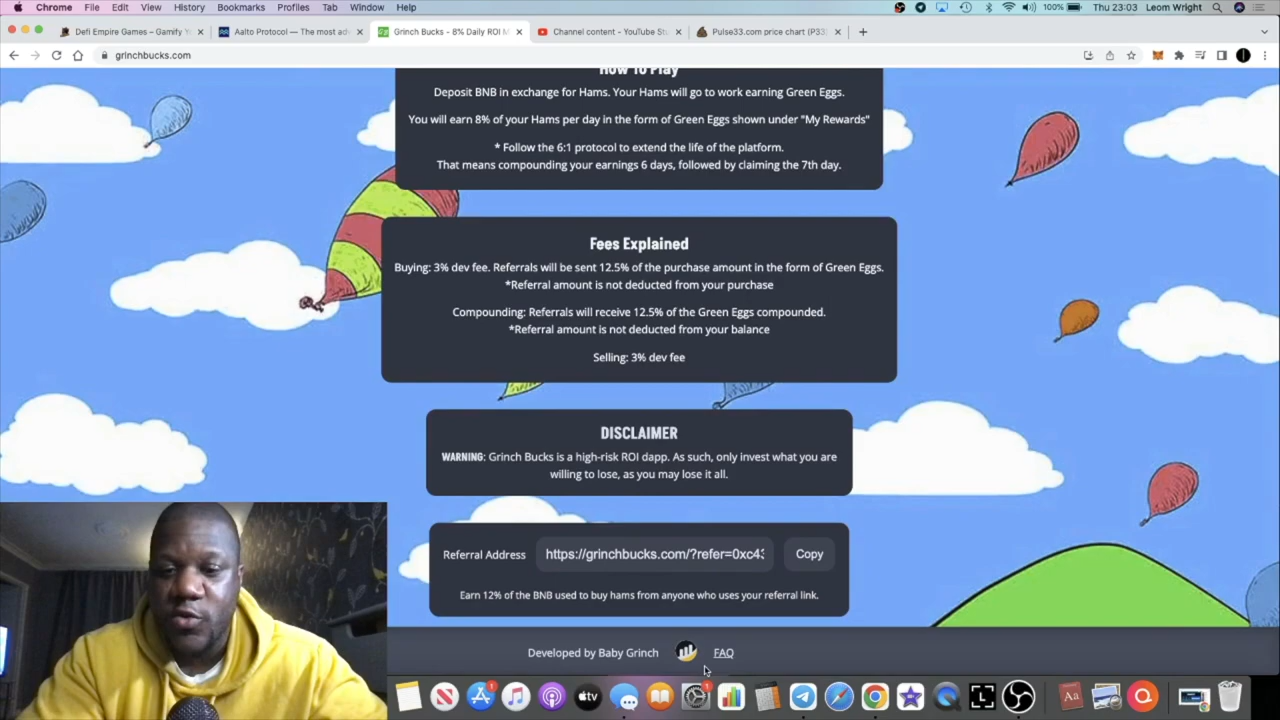 Chrome File Edit View History Bookmarks Profiles Tab Window Help 100% Thu 23:03 Leom Wright
Defi Empire Games – Gamify Y
Aalto Protocol — The most adv
Grinch Bucks - 8% Daily ROI M
Channel content - YouTube St
Pulse33.com price chart (P33)
grinchbucks.com
How To Play
Deposit BNB in exchange for Hams. Your Hams will go to work earning Green Eggs.
You will earn 8% of your Hams per day in the form of Green Eggs shown under "My Rewards"
* Follow the 6:1 protocol to extend the life of the platform.
That means compounding your earnings 6 days, followed by claiming the 7th day.
Fees Explained
Buying: 3% dev fee. Referrals will be sent 12.5% of the purchase amount in the form of Green Eggs.
*Referral amount is not deducted from your purchase
Compounding: Referrals will receive 12.5% of the Green Eggs compounded.
*Referral amount is not deducted from your balance
Selling: 3% dev fee
DISCLAIMER
WARNING: Grinch Bucks is a high-risk ROI dapp. As such, only invest what you are
willing to lose, as you may lose it all.
Referral Address https://grinchbucks.com/?refer=0xc43 Copy
Earn 12% of the BNB used to buy hams from anyone who uses your referral link.
Developed by Baby Grinch FAQ
tv
Aa